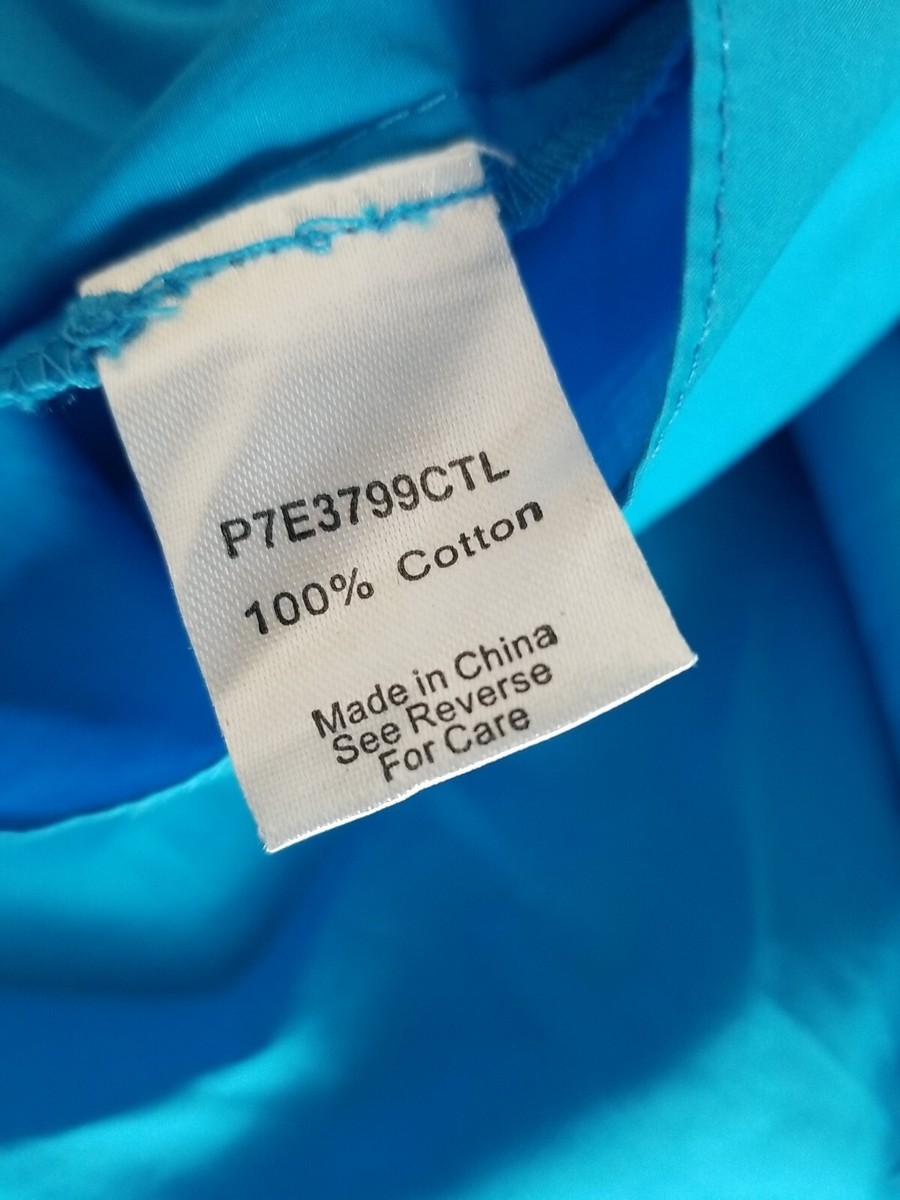 P7E3799CTL
100% Cotton
Made in China
See Reverse
For Care